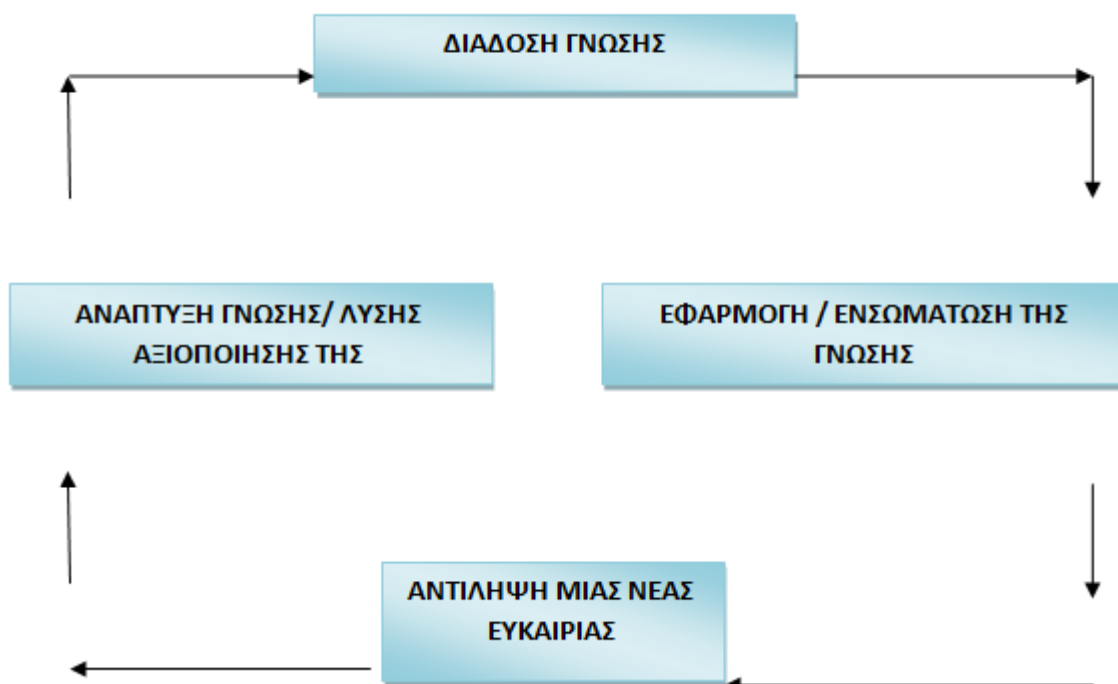 ΔΙΑΔΟΣΗ ΓΝΩΣΗΣ
ΑΝΑΠΤΥΞΗ ΓΝΩΣΗΣ/ ΛΥΣΗΣ
ΑΞΙΟΠΟΙΗΣΗΣ ΤΗΣ
ΕΦΑΡΜΟΓΗ / ΕΝΣΩΜΑΤΩΣΗ ΤΗΣ
ΓΝΩΣΗΣ
ΑΝΤΙΛΗΨΗ ΜΙΑΣ ΝΕΑΣ
ΕΥΚΑΙΡΙΑΣ